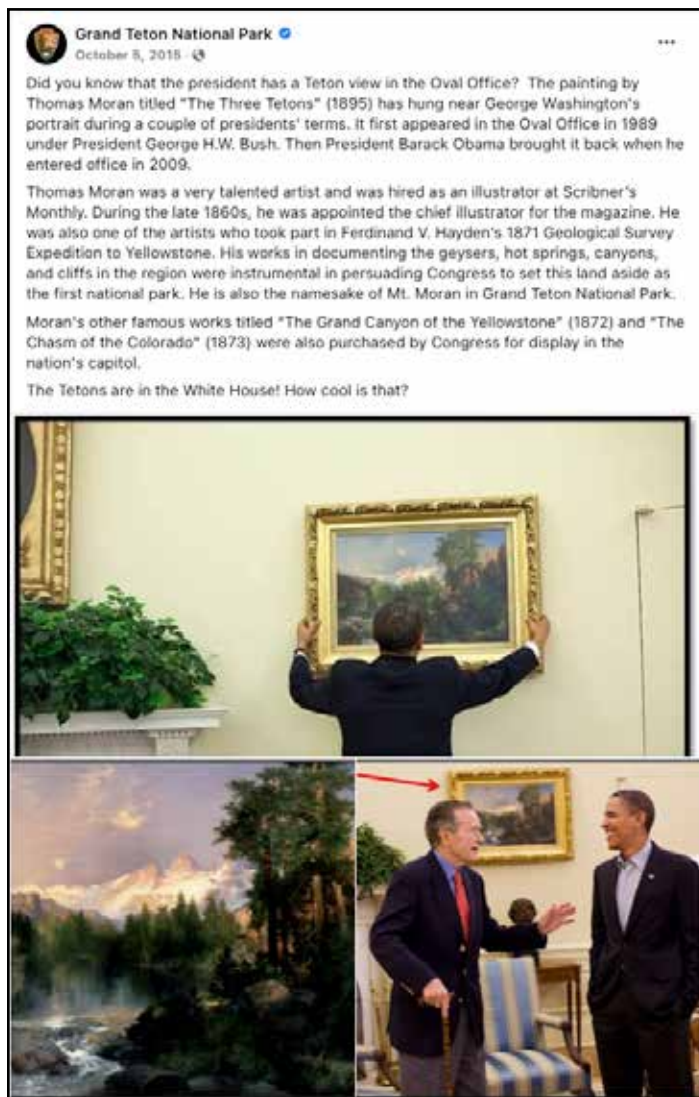 Grand Teton National Park
October 5, 2015 ·
Did you know that the president has a Teton view in the Oval Office? The painting by
Thomas Moran titled "The Three Tetons" (1895) has hung near George Washington's
portrait during a couple of presidents' terms. It first appeared in the Oval Office in 1989
under President George H.W. Bush. Then President Barack Obama brought it back when he
entered office in 2009.
Thomas Moran was a very talented artist and was hired as an illustrator at Scribner's
Monthly. During the late 1860s, he was appointed the chief illustrator for the magazine. He
was also one of the artists who took part in Ferdinand V. Hayden's 1871 Geological Survey
Expedition to Yellowstone. His works in documenting the geysers, hot springs, canyons,
and cliffs in the region were instrumental in persuading Congress to set this land aside as
the first national park. He is also the namesake of Mt. Moran in Grand Teton National Park.
Moran's other famous works titled "The Grand Canyon of the Yellowstone" (1872) and "The
Chasm of the Colorado" (1873) were also purchased by Congress for display in the
nation's capitol.
The Tetons are in the White House! How cool is that?